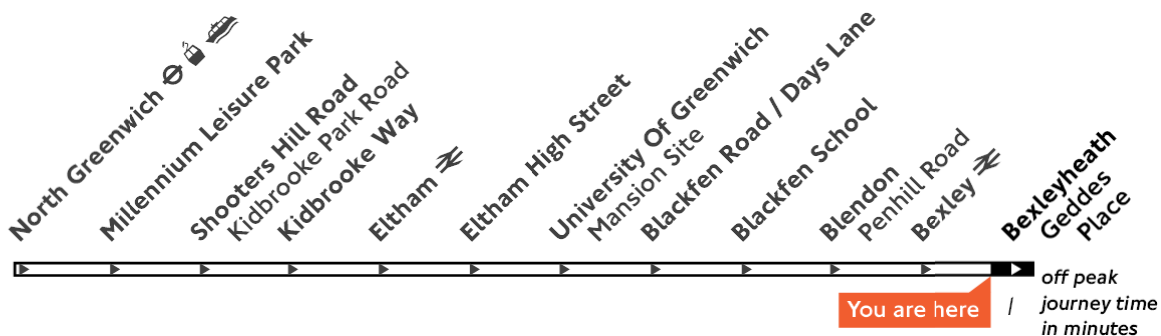 North Greenwich
Millennium Leisure Park
Shooters Hill Road
Kidbrooke Park Road
Kidbrooke Way
Eltham
Eltham High Street
University Of Greenwich
Mansion Site
Blackfen Road / Days Lane
Blackfen School
Blendon
Penhill Road
Bexley
Bexleyheath
Geddes
Place
You are here
off peak
journey time
in minutes